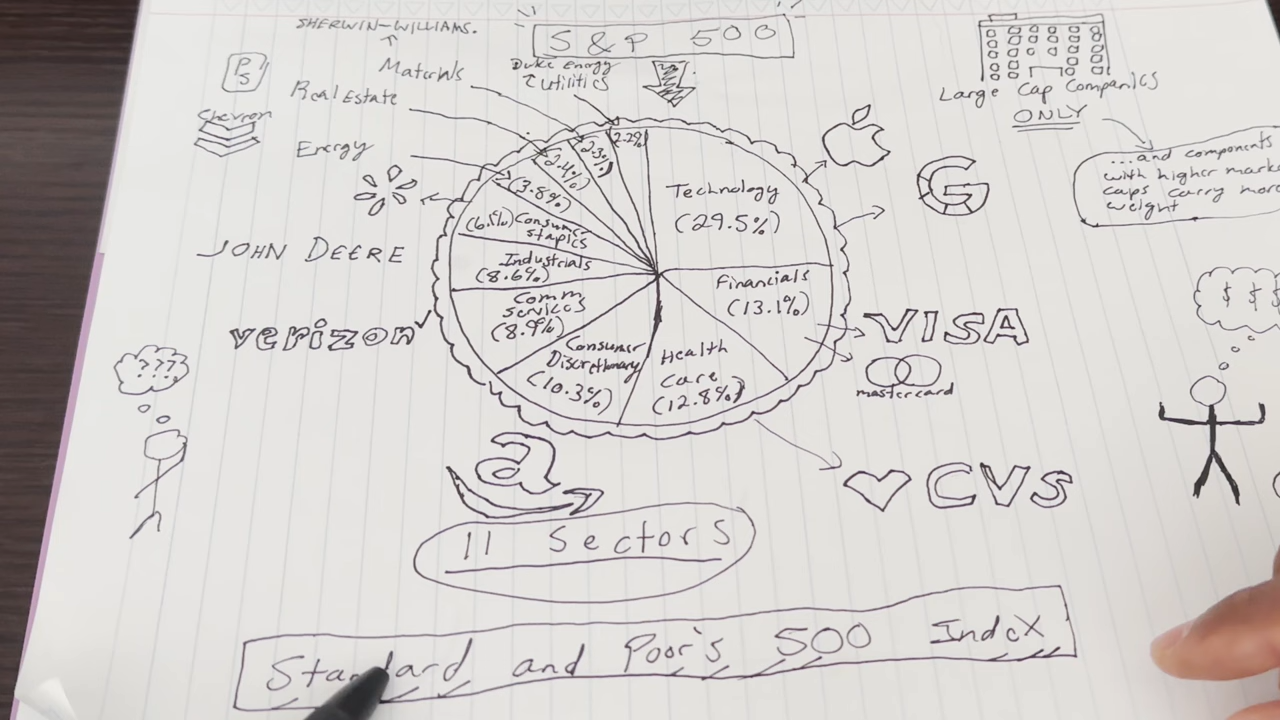 SHERWIN-WILLIAMS.
S & P 500
Duke Energy
Materials
Utilities
PS
Real Estate
Large Cap Companies
ONLY
Chevron
Energy
2.2%
2.3%
2.4%
(3.8%)
...and components
with higher marke
caps carry more
weight
Technology
(29.5%)
G
(6.5%) Consumer
staples
JOHN DEERE
Industrials
(8.6%)
Financials
(13.1%)
$ $ $
Comm
services
(8.9%)
verizon
VISA
Consumer
Discretionary
(10.3%)
Health
Care
(12.8%)
mastercard
???
a
CVS
11 Sectors
Standard and Poor's 500 Index